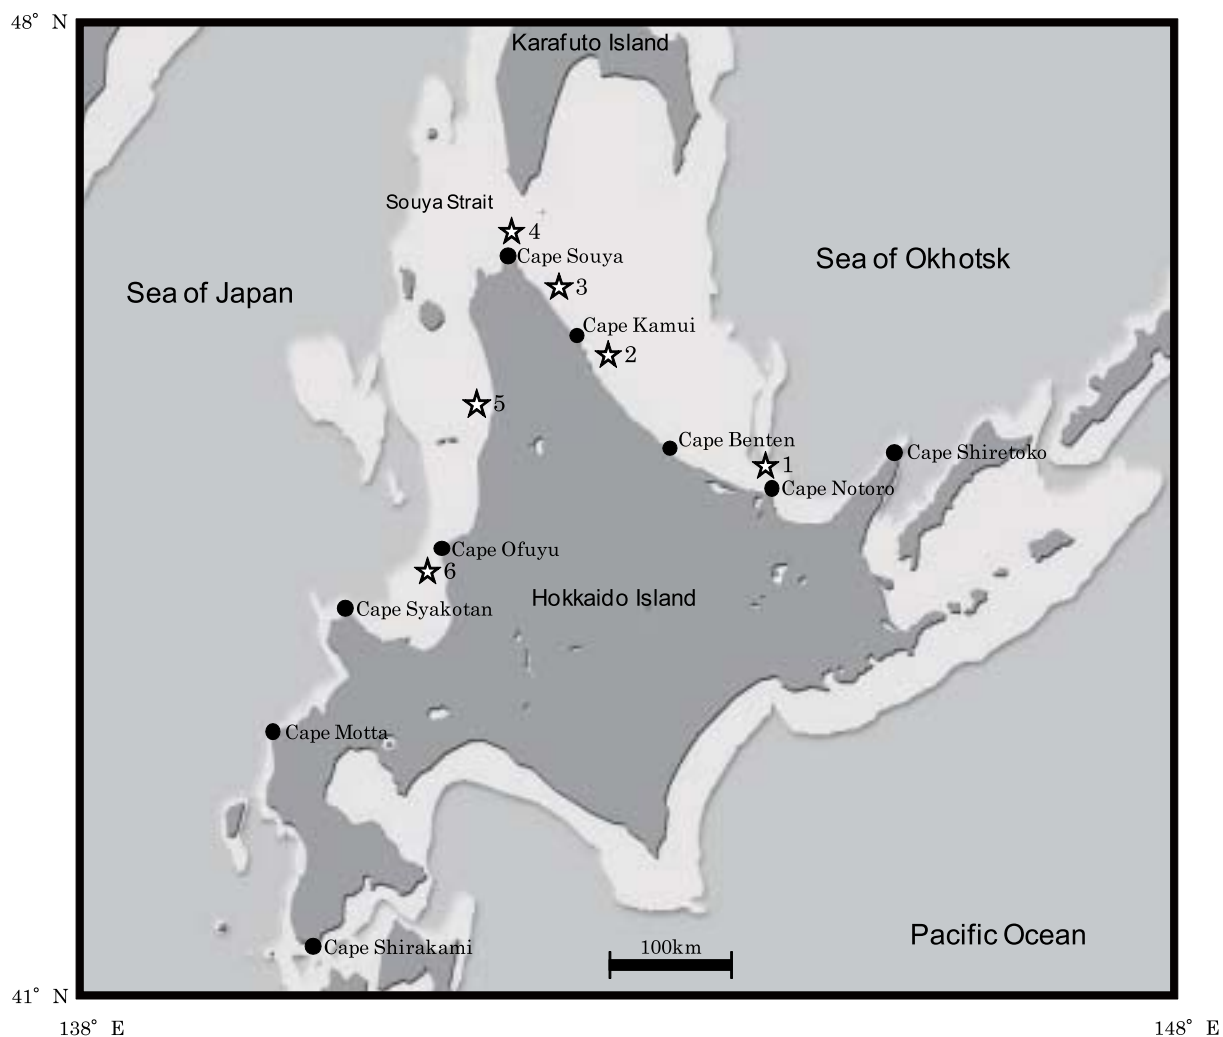 48° N
Karafuto Island
Souya Strait
4
Cape Souya
Sea of Okhotsk
3
Sea of Japan
Cape Kamui
2
5
Cape Benten
Cape Shiretoko
1
Cape Notoro
Cape Ofuyu
6
Hokkaido Island
Cape Syakotan
Cape Motta
Pacific Ocean
Cape Shirakami
100km
41° N
138° E
148° E